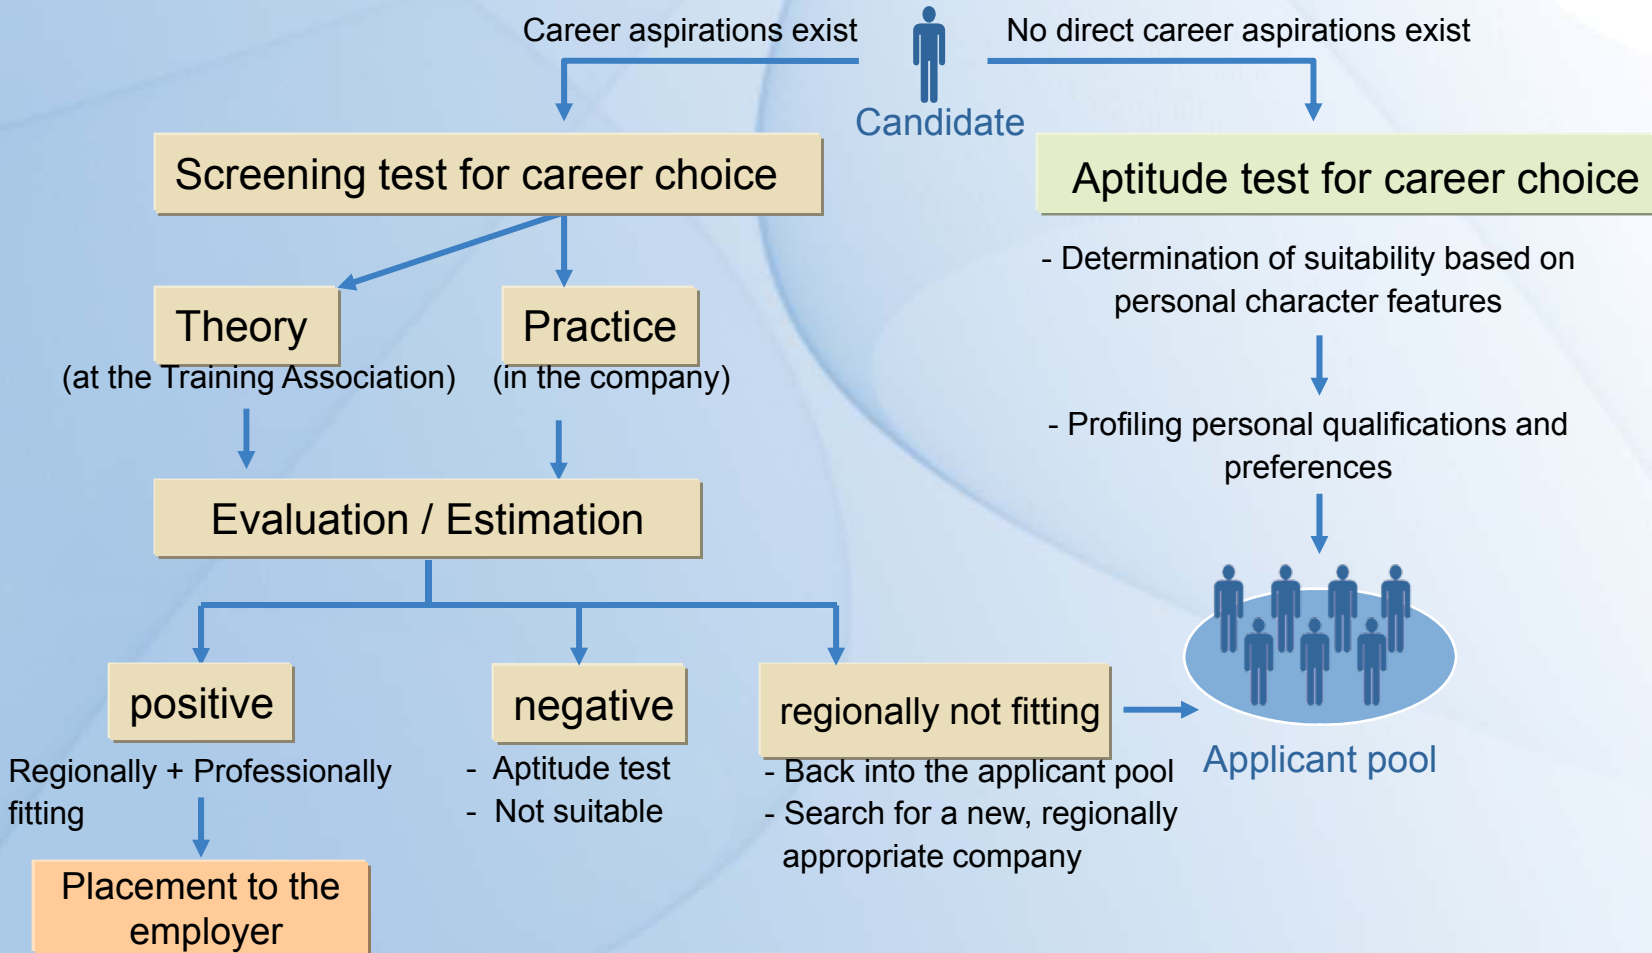 Career aspirations exist
No direct career aspirations exist
Candidate
Screening test for career choice
Aptitude test for career choice
- Determination of suitability based on
personal character features
Theory
Practice
(at the Training Association)
(in the company)
- Profiling personal qualifications and
preferences
Evaluation / Estimation
positive
negative
regionally not fitting
Applicant pool
Regionally + Professionally
fitting
- Aptitude test
- Not suitable
- Back into the applicant pool
- Search for a new, regionally
appropriate company
Placement to the
employer